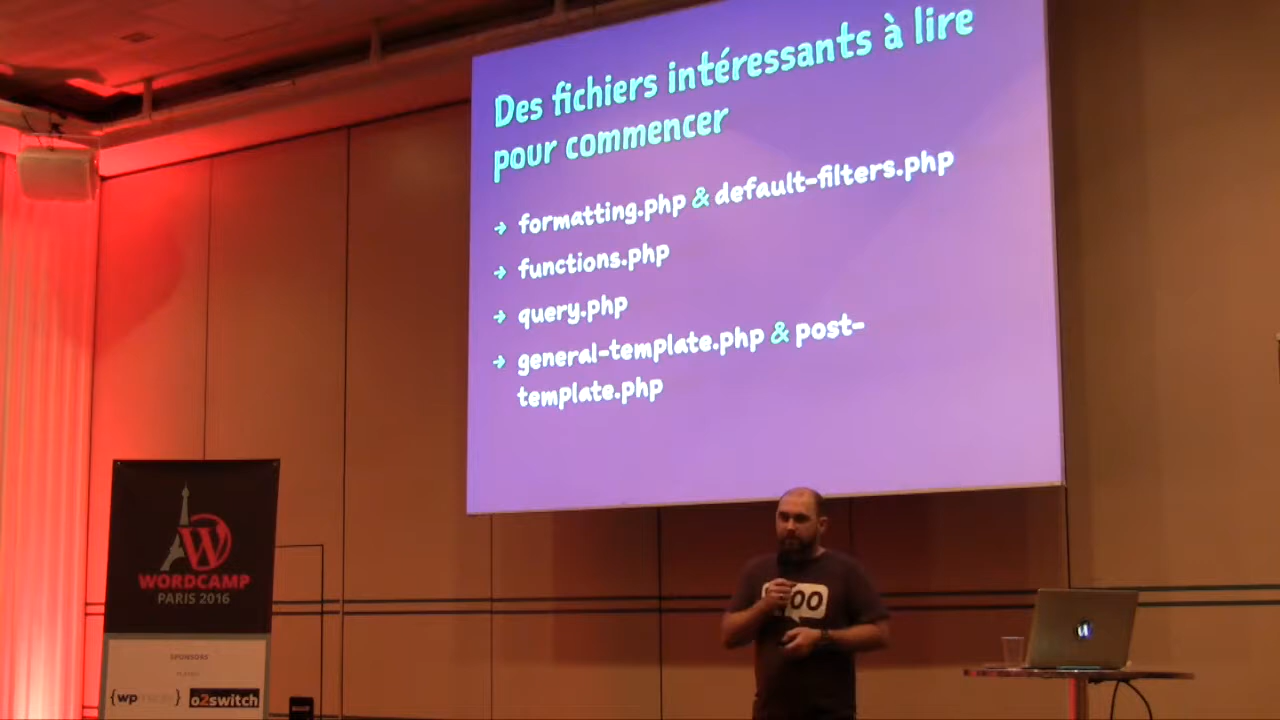 Des fichiers intéressants à lire
pour commencer
→ formatting.php & default-filters.php
→ functions.php
→ query.php
→ general-template.php & post-
template.php
WORDCAMP
PARIS 2016
SPONSORS
{wp
}
o2switch
OO